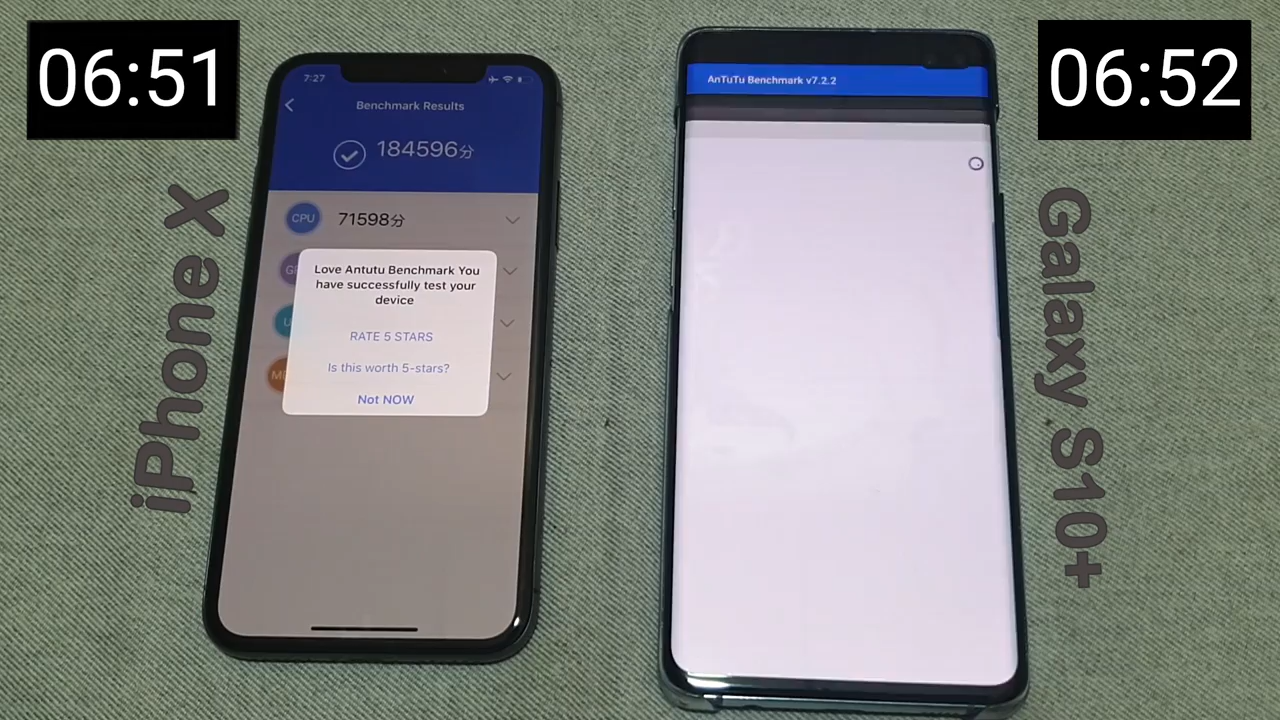 06:51
06:52
7:27
Benchmark Results
184596分
CPU
71598分
Love Antutu Benchmark You
have successfully test your
device
RATE 5 STARS
Is this worth 5-stars?
Not NOW
iPhone X
AnTuTu Benchmark v7.2.2
Galaxy S10+